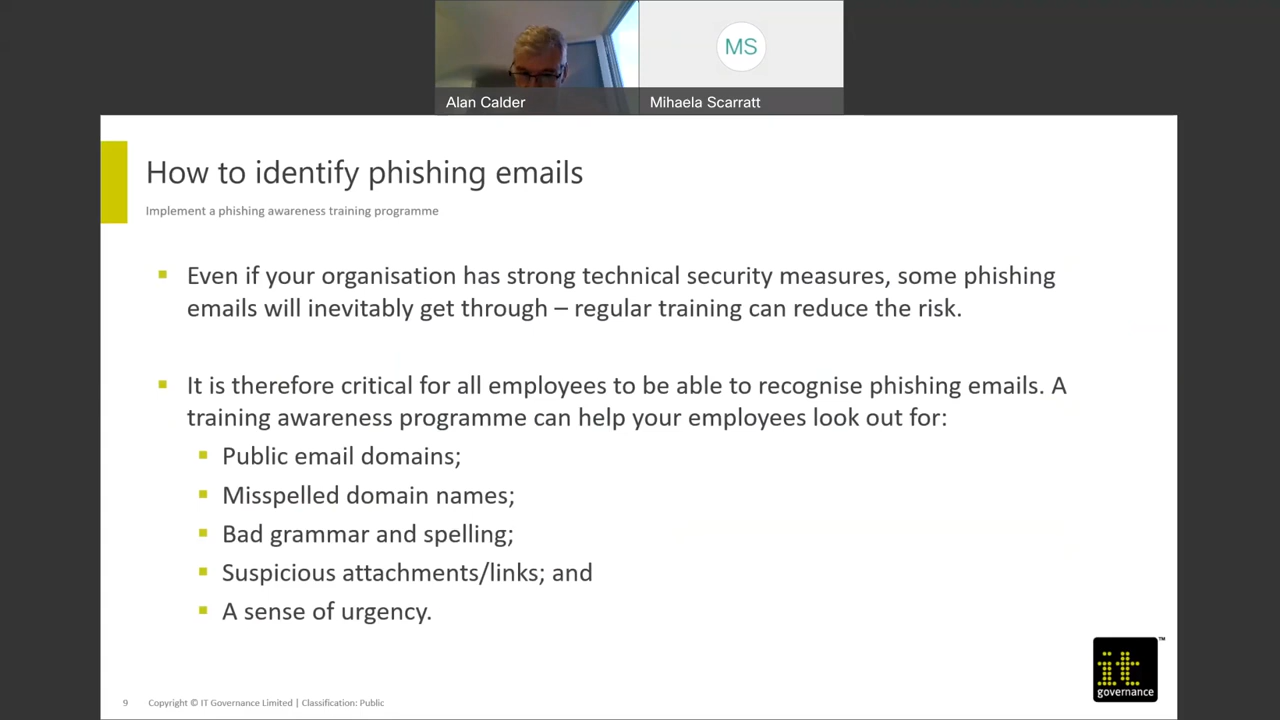 MS
Alan Calder
Mihaela Scarratt
How to identify phishing emails
Implement a phishing awareness training programme
Even if your organisation has strong technical security measures, some phishing
emails will inevitably get through – regular training can reduce the risk.
It is therefore critical for all employees to be able to recognise phishing emails. A
training awareness programme can help your employees look out for:
Public email domains;
Misspelled domain names;
Bad grammar and spelling;
Suspicious attachments/links; and
A sense of urgency.
it
governance
TM
9
Copyright © IT Governance Limited | Classification: Public